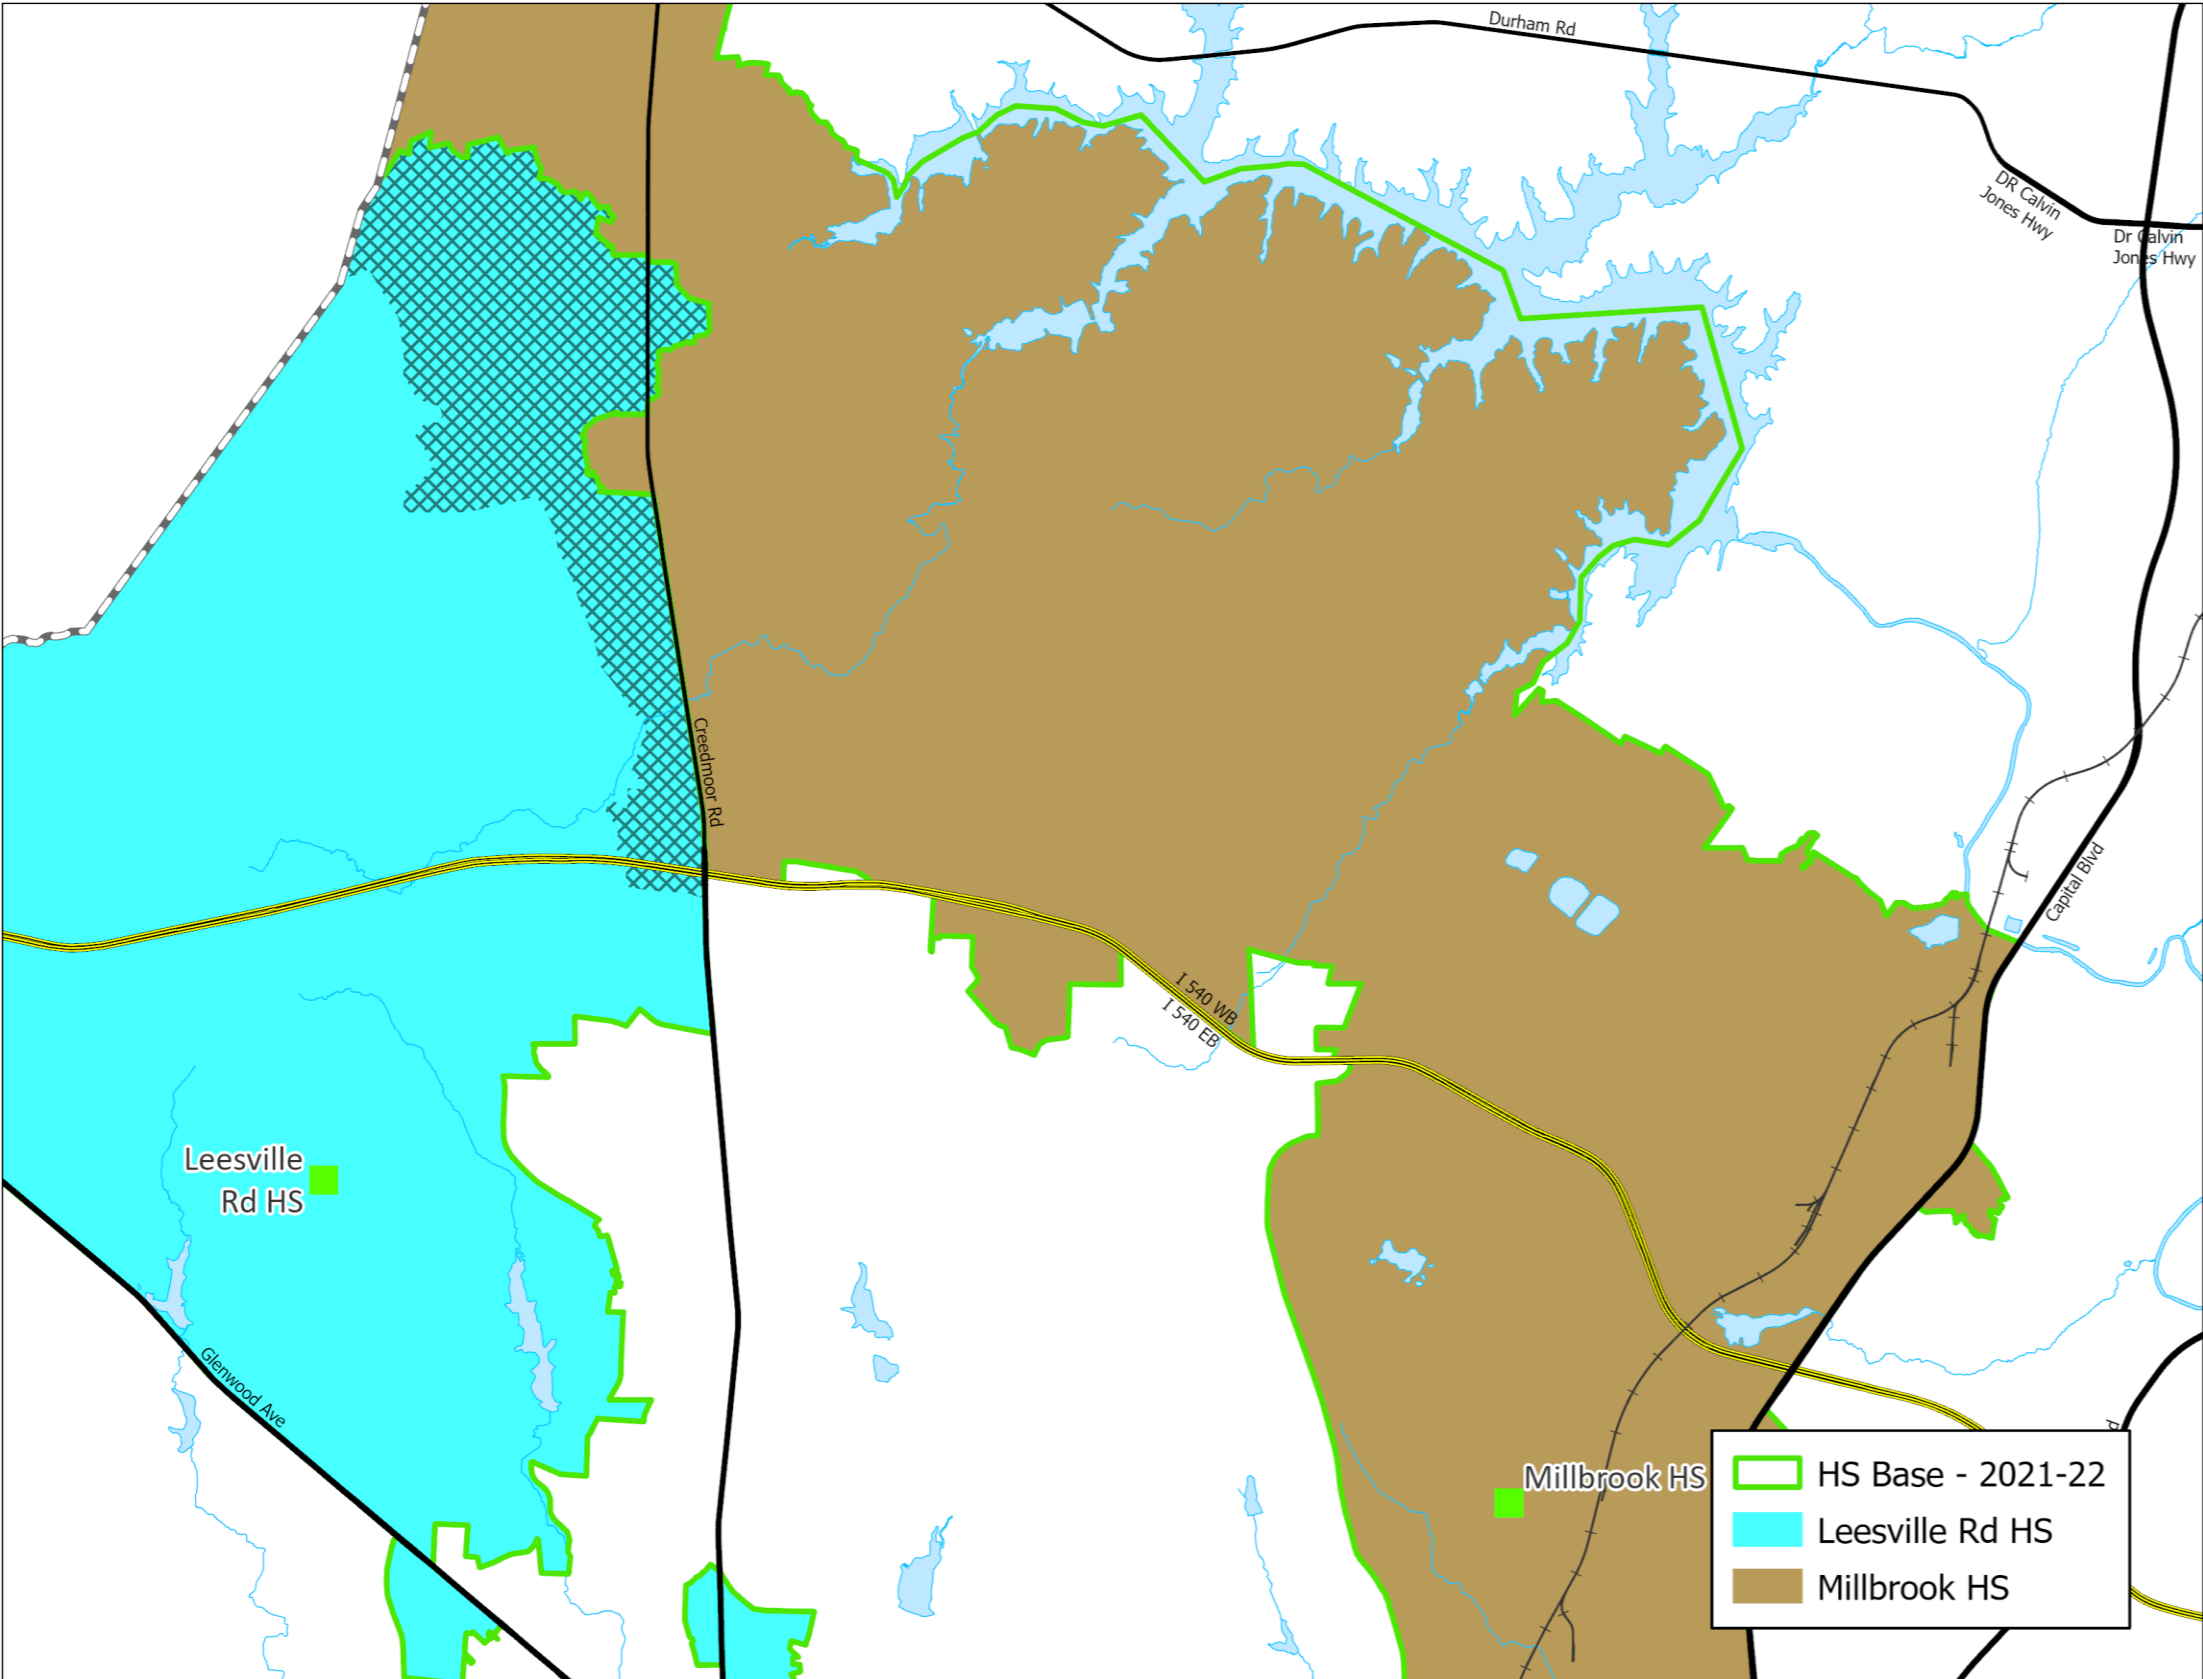 Durham Rd
DR Calvin
Jones Hwy
Dr Calvin
Jones Hwy
Creedmoor Rd
Capital Blvd
I 540 WB
I 540 EB
Leesville
Rd HS
Glenwood Ave
Millbrook HS
d
HS Base - 2021-22
Leesville Rd HS
Millbrook HS